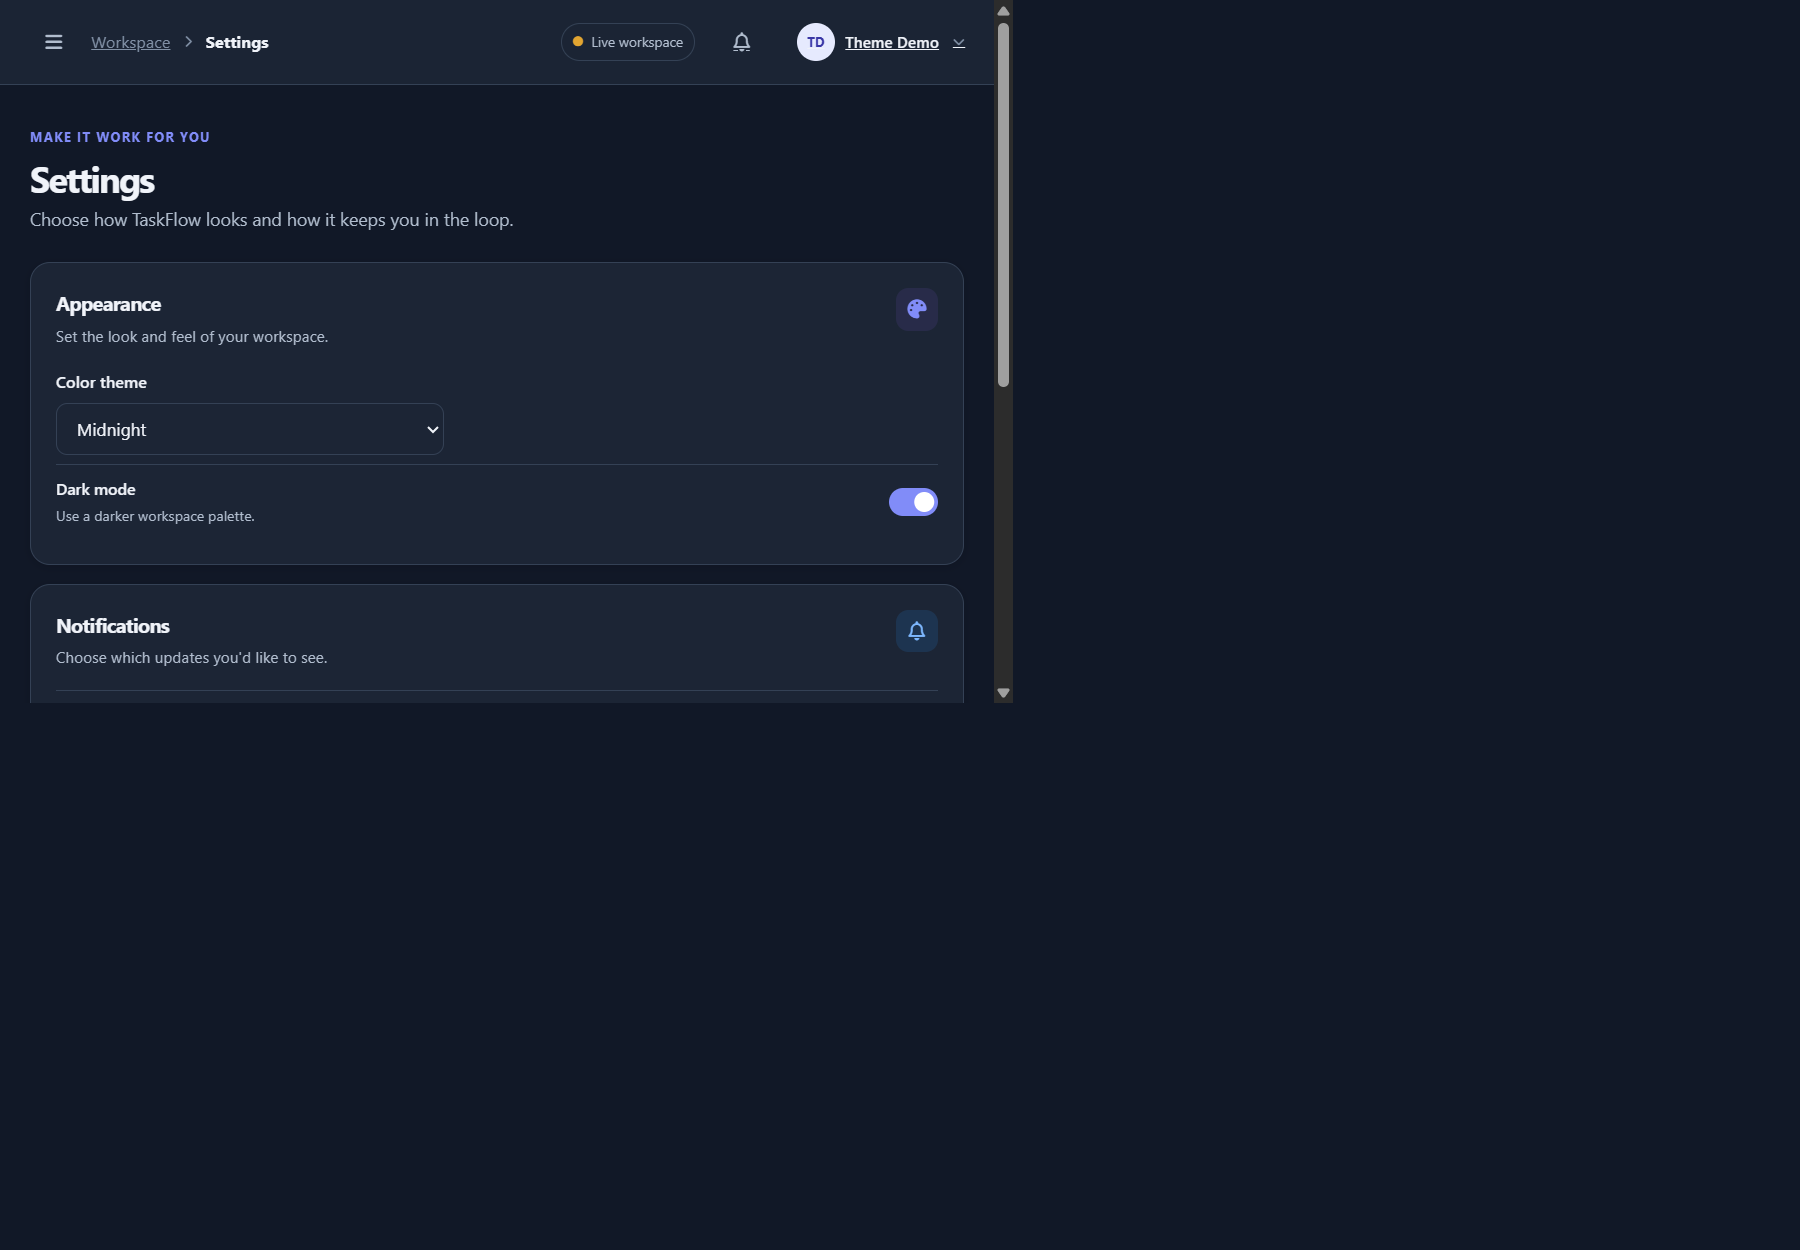 Workspace > Settings
Live workspace
TD
Theme Demo
MAKE IT WORK FOR YOU
Settings
Choose how TaskFlow looks and how it keeps you in the loop.
Appearance
Set the look and feel of your workspace.
Color theme
Midnight
Dark mode
Use a darker workspace palette.
Notifications
Choose which updates you'd like to see.